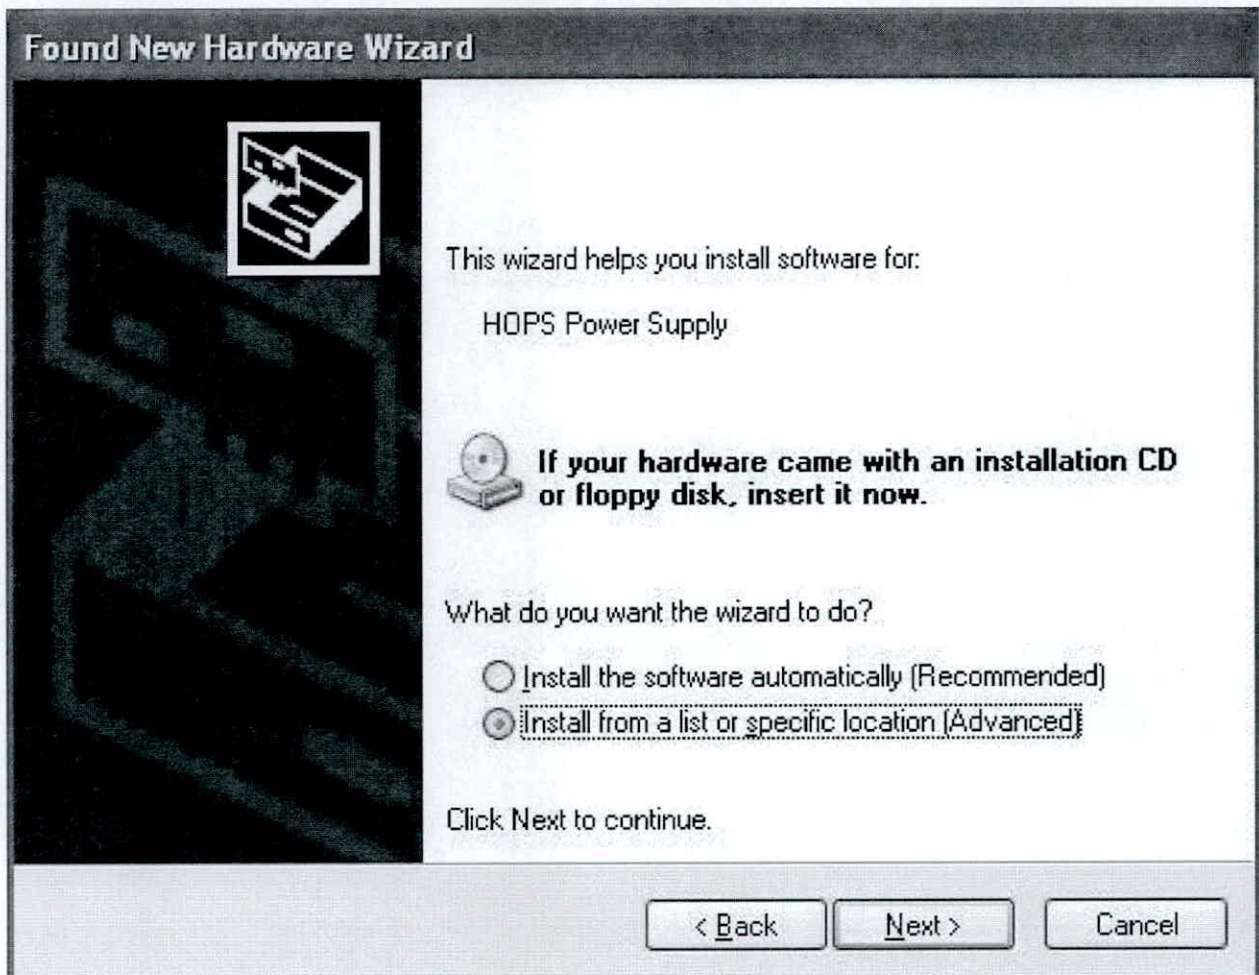 Found New Hardware Wizard
This wizard helps you install software for:
HOPS Power Supply
If your hardware came with an installation CD
or floppy disk, insert it now.
What do you want the wizard to do?
Install the software automatically (Recommended)
Install from a list or specific location (Advanced)
Click Next to continue.
< Back
Next >
Cancel